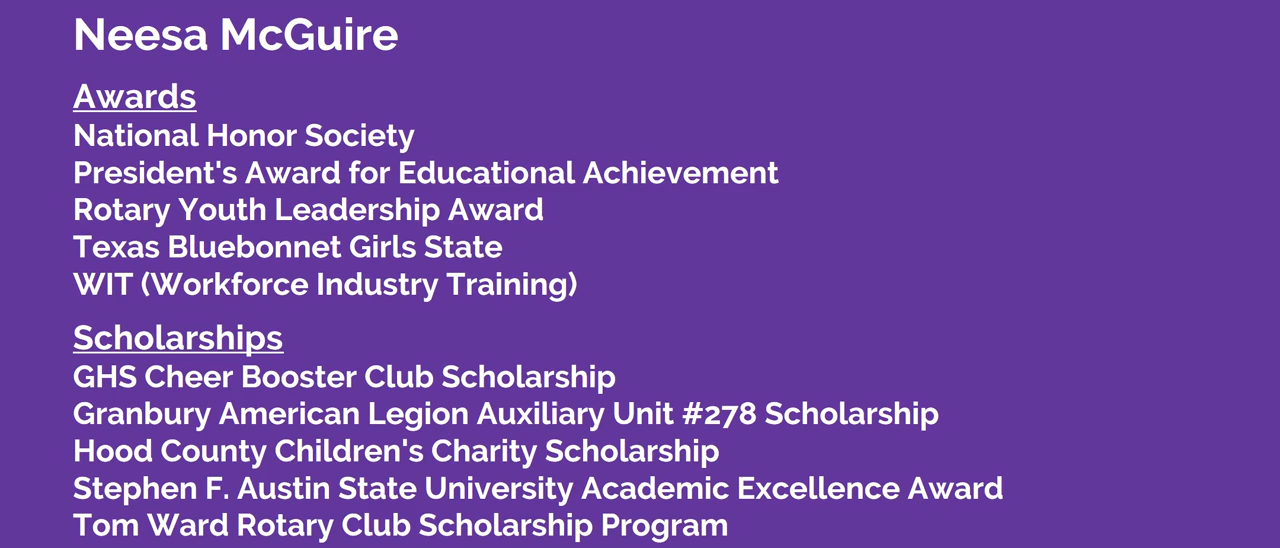 Neesa McGuire
Awards
National Honor Society
President's Award for Educational Achievement
Rotary Youth Leadership Award
Texas Bluebonnet Girls State
WIT (Workforce Industry Training)
Scholarships
GHS Cheer Booster Club Scholarship
Granbury American Legion Auxiliary Unit #278 Scholarship
Hood County Children's Charity Scholarship
Stephen F. Austin State University Academic Excellence Award
Tom Ward Rotary Club Scholarship Program